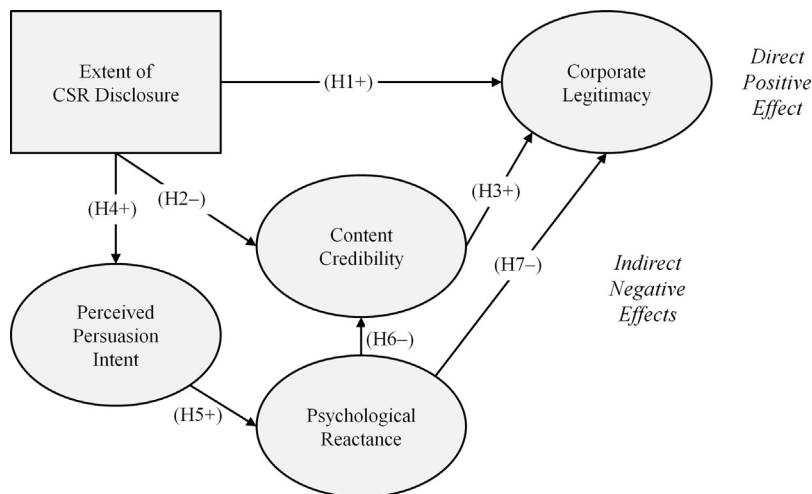 Extent of
CSR Disclosure
(H1+)
Corporate
Legitimacy
Direct
Positive
Effect
(H4+)
(H2–)
(H3+)
Content
Credibility
(H7–)
Indirect
Negative
Effects
Perceived
Persuasion
Intent
(H6–)
(H5+)
Psychological
Reactance